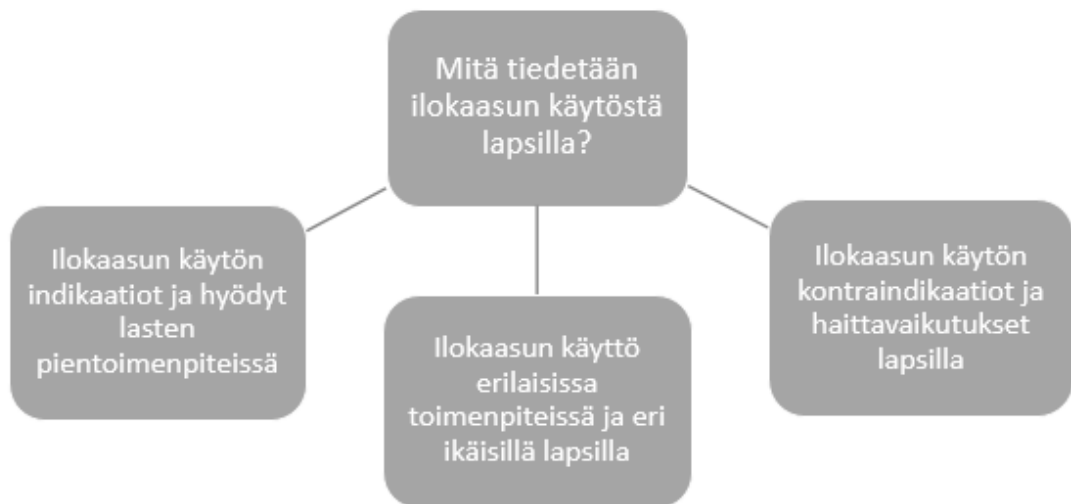 Mitä tiedetään
ilokaasun käytöstä
lapsilla?
Ilokaasun käytön
indikaatiot ja hyödyt
lasten
pientoimenpiteissä
Ilokaasun käyttö
erilaisissa
toimenpiteissä ja eri
ikäisillä lapsilla
Ilokaasun käytön
kontraindikaatiot ja
haittavaikutukset
lapsilla